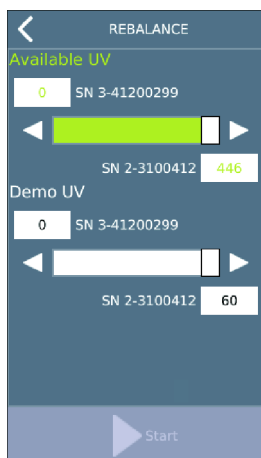 REBALANCE
Available UV
0 SN 3-41200299
SN 2-3100412 446
Demo UV
0 SN 3-41200299
SN 2-3100412 60
Start